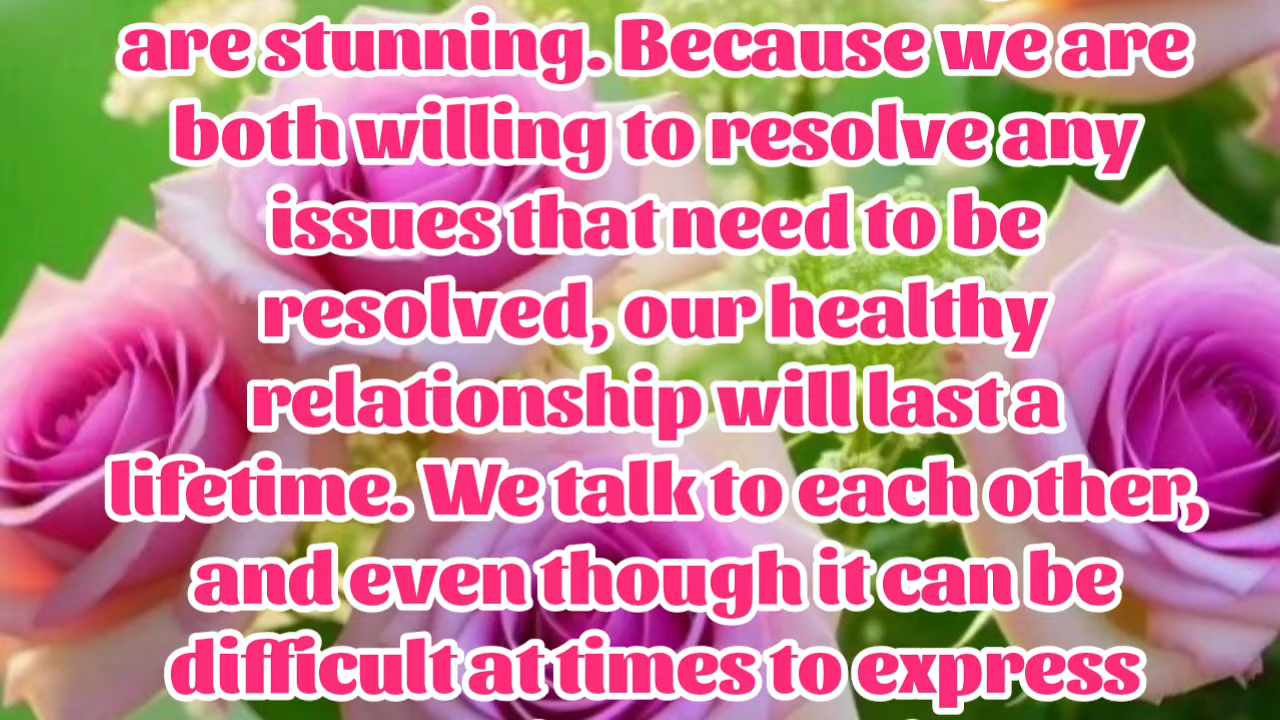 are stunning. Because we are
both willing to resolve any
issues that need to be
resolved, our healthy
relationship will last a
lifetime. We talk to each other,
and even though it can be
difficult at times to express